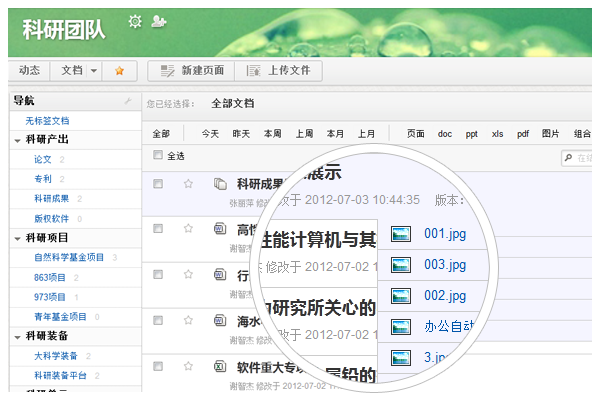 科研团队
动态 文档 新建页面 上传文件
导航
您已经选择: 全部文档
无标签文档
全部 今天 昨天 本周 上周 本月 上月 页面 doc ppt xls pdf 图片 组合
科研产出
全选
论文 2
专利 2
科研成果 2
版权软件 0
科研项目
自然科学基金项目 3
863项目 2
973项目 1
青年基金项目 0
科研装备
大科学装备 2
科研装备平台 2
科研成果 展示
张丽萍 修改于 2012-07-03 10:44:35 版本:
高性 性能计算机与其
谢智杰 修改于 2012-07-02 1
行
谢智杰
研究所关心的
海水
谢智杰 修改于 2012-07-02 1
软件重大专项
谢智杰 修改于 2012-07-02 1
001.jpg
003.jpg
002.jpg
办公自动
3.jp